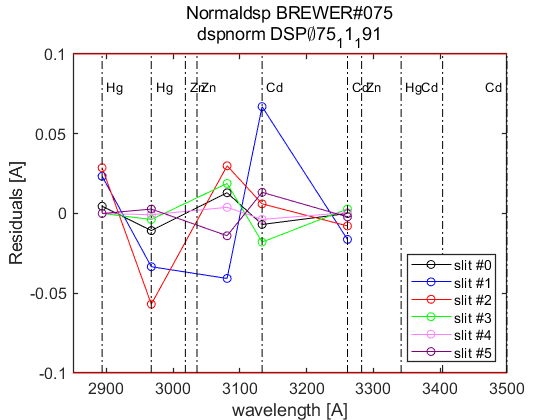 Normaldsp BREWER#075
dspnorm DSP∅75₁1₁91
0.1
0.05
0
-0.05
-0.1
Residuals [A]
Hg Hg Zn Zn Cd Cd Zn Hg Cd Cd
slit #0
slit #1
slit #2
slit #3
slit #4
slit #5
2900 3000 3100 3200 3300 3400 3500
wavelength [A]